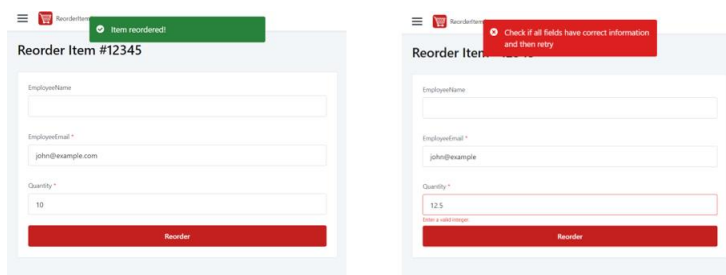 ReorderItem
Item reordered!
Reorder Item #12345
EmployeeName
EmployeeEmail *
john@example.com
Quantity *
10
Reorder
ReorderItem
Check if all fields have correct information
and then retry
Reorder Item
EmployeeName
EmployeeEmail *
john@example
Quantity *
12.5
Enter a valid integer
Reorder